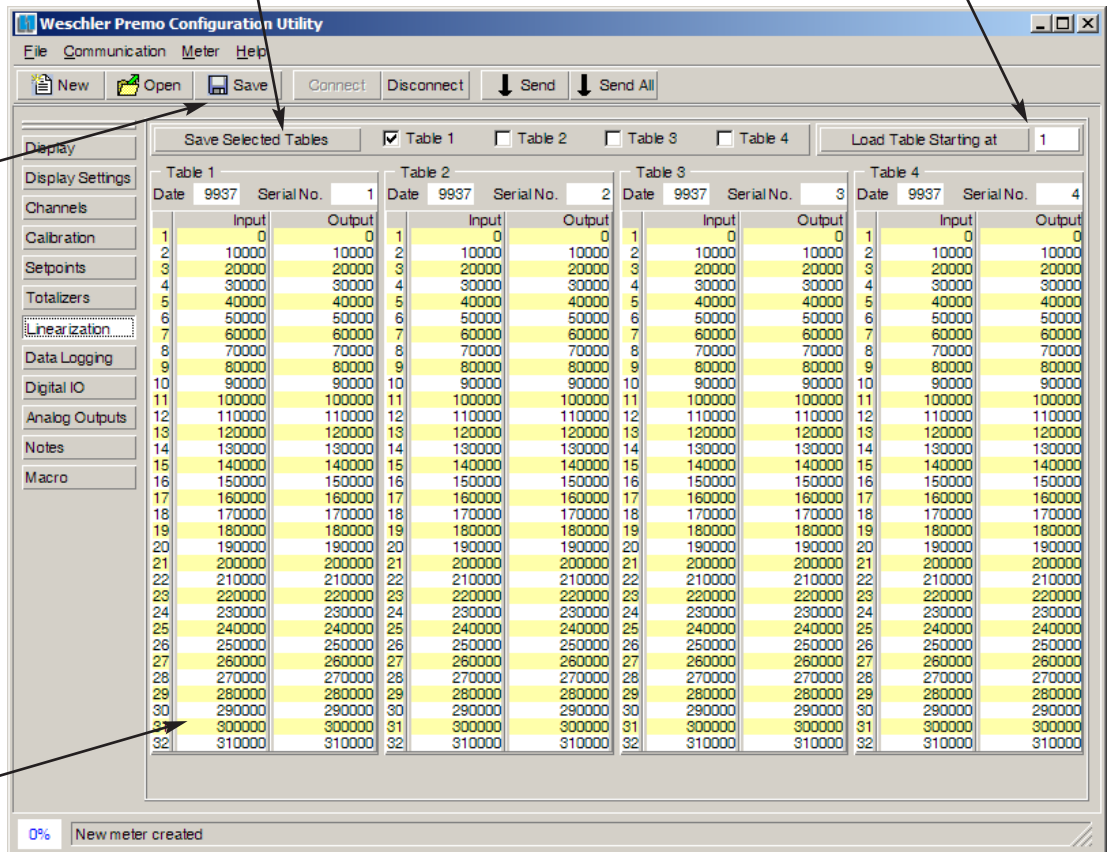 Weschler Premo Configuration Utility
File Communication Meter Help
New Open Save Connect Disconnect Send Send All
Display
Display Settings
Channels
Calibration
Setpoints
Totalizers
Linearization
Data Logging
Digital IO
Analog Outputs
Notes
Macro
Save Selected Tables Table 1 Table 2 Table 3 Table 4 Load Table Starting at 1
Table 1 Table 2 Table 3 Table 4
Date 9937 Serial No. 1 Date 9937 Serial No. 2 Date 9937 Serial No. 3 Date 9937 Serial No. 4
Input Output Input Output Input Output Input Output
1 0 0 1 0 0 1 0 0 1 0 0
2 10000 10000 2 10000 10000 2 10000 10000 2 10000 10000
3 20000 20000 3 20000 20000 3 20000 20000 3 20000 20000
4 30000 30000 4 30000 30000 4 30000 30000 4 30000 30000
5 40000 40000 5 40000 40000 5 40000 40000 5 40000 40000
6 50000 50000 6 50000 50000 6 50000 50000 6 50000 50000
7 60000 60000 7 60000 60000 7 60000 60000 7 60000 60000
8 70000 70000 8 70000 70000 8 70000 70000 8 70000 70000
9 80000 80000 9 80000 80000 9 80000 80000 9 80000 80000
10 90000 90000 10 90000 90000 10 90000 90000 10 90000 90000
11 100000 100000 11 100000 100000 11 100000 100000 11 100000 100000
12 110000 110000 12 110000 110000 12 110000 110000 12 110000 110000
13 120000 120000 13 120000 120000 13 120000 120000 13 120000 120000
14 130000 130000 14 130000 130000 14 130000 130000 14 130000 130000
15 140000 140000 15 140000 140000 15 140000 140000 15 140000 140000
16 150000 150000 16 150000 150000 16 150000 150000 16 150000 150000
17 160000 160000 17 160000 160000 17 160000 160000 17 160000 160000
18 170000 170000 18 170000 170000 18 170000 170000 18 170000 170000
19 180000 180000 19 180000 180000 19 180000 180000 19 180000 180000
20 190000 190000 20 190000 190000 20 190000 190000 20 190000 190000
21 200000 200000 21 200000 200000 21 200000 200000 21 200000 200000
22 210000 210000 22 210000 210000 22 210000 210000 22 210000 210000
23 220000 220000 23 220000 220000 23 220000 220000 23 220000 220000
24 230000 230000 24 230000 230000 24 230000 230000 24 230000 230000
25 240000 240000 25 240000 240000 25 240000 240000 25 240000 240000
26 250000 250000 26 250000 250000 26 250000 250000 26 250000 250000
27 260000 260000 27 260000 260000 27 260000 260000 27 260000 260000
28 270000 270000 28 270000 270000 28 270000 270000 28 270000 270000
29 280000 280000 29 280000 280000 29 280000 280000 29 280000 280000
30 290000 290000 30 290000 290000 30 290000 290000 30 290000 290000
31 300000 300000 31 300000 300000 31 300000 300000 31 300000 300000
32 310000 310000 32 310000 310000 32 310000 310000 32 310000 310000
0% New meter created